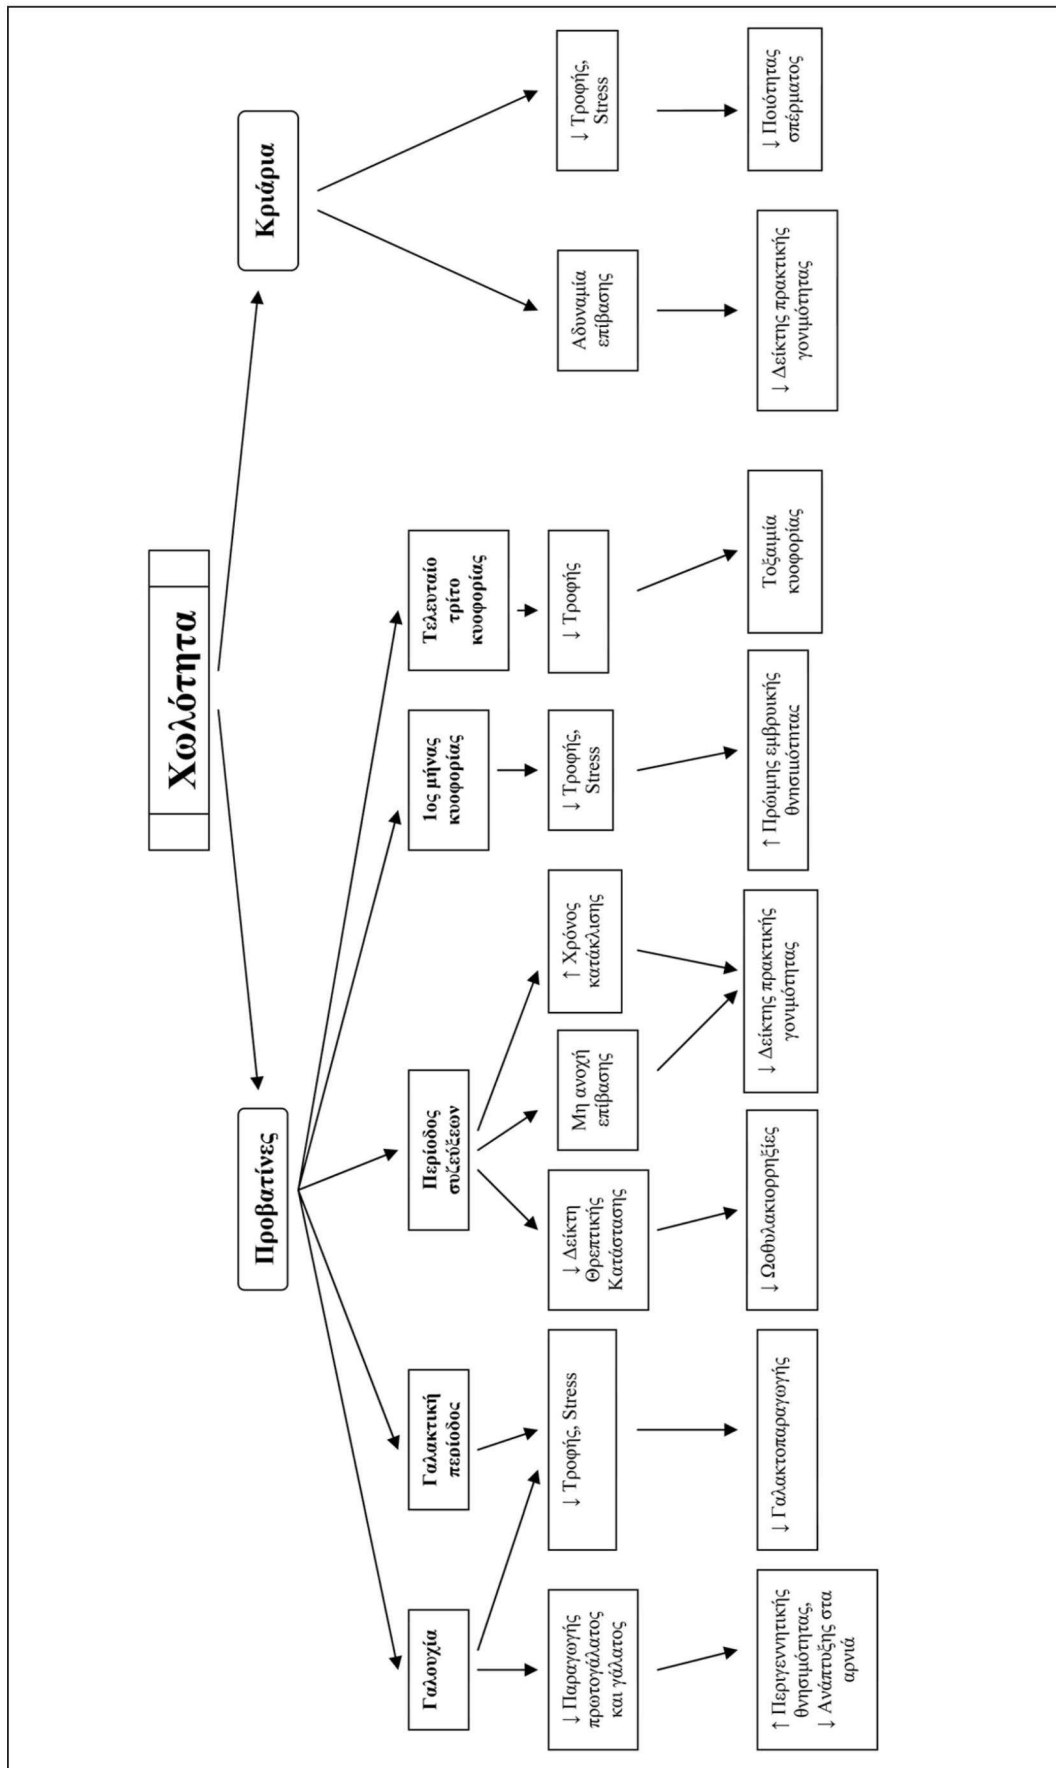 Χωλότητα
Προβατίνες
Κριάρια
Γαλουχία
Γαλακτική
περίοδος
Περίοδος
συζεύξεων
1ος μήνας
κυοφορίας
Τελευταίο
τρίτο
κυοφορίας
↓ Παραγωγής
πρωτογάλατος
και γάλατος
↓ Τροφής, Stress
↓ Δείκτη
Θρεπτικής
Κατάστασης
Μη ανοχή
επίβασης
↑ Χρόνος
κατάκλισης
↓ Τροφής,
Stress
↓ Τροφής
Αδυναμία
επίβασης
↓ Τροφής,
Stress
↑ Περιγεννητικής
θνησιμότητας,
↓ Ανάπτυξης στα
αρνιά
↓ Γαλακτοπαραγωγής
↓ Ωοθυλακιορρηξίες
↓ Δείκτης πρακτικής
γονιμότητας
↑ Πρώιμης εμβρυικής
θνησιμότητας
Τοξαιμία
κυοφορίας
↓ Δείκτης πρακτικής
γονιμότητας
↓ Ποιότητας
σπέρματος